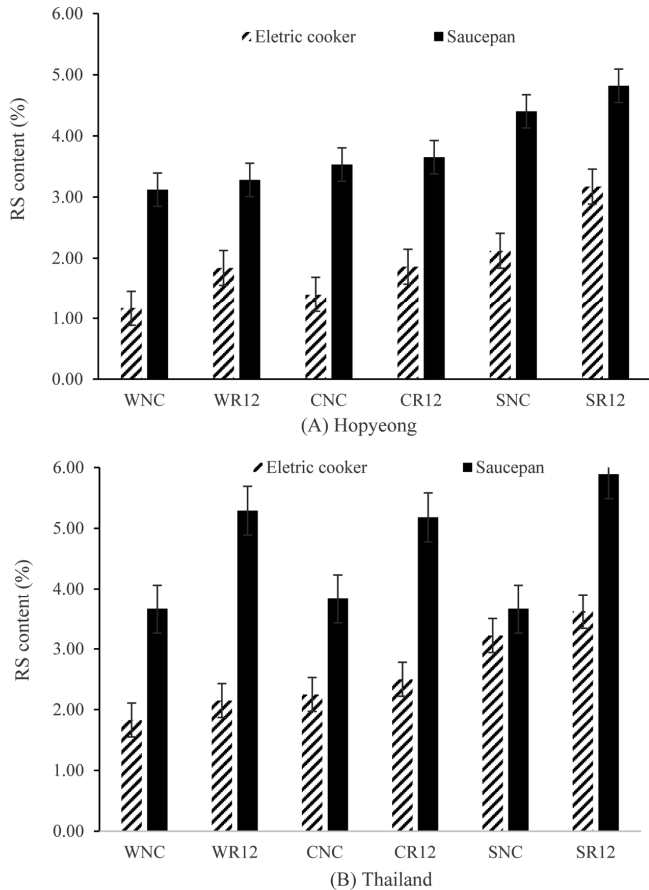 6.00
Eletric cooker Saucepan
5.00
4.00
3.00
2.00
1.00
0.00
RS content (%)
WNC WR12 CNC CR12 SNC SR12
(A) Hopyeong
6.00
Eletric cooker Saucepan
5.00
4.00
3.00
2.00
1.00
0.00
RS content (%)
WNC WR12 CNC CR12 SNC SR12
(B) Thailand